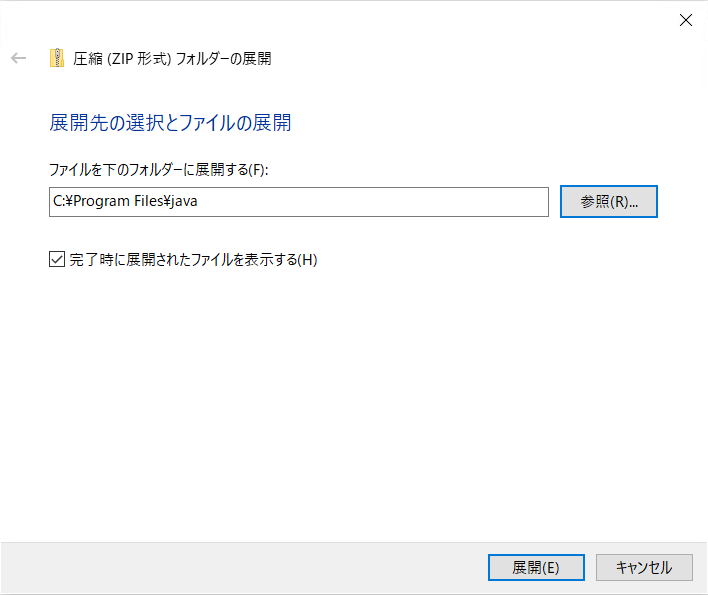 圧縮 (ZIP 形式) フォルダーの展開
展開先の選択とファイルの展開
ファイルを下のフォルダーに展開する(F):
C:¥Program Files¥java
参照(R)...
完了時に展開されたファイルを表示する(H)
展開(E)
キャンセル